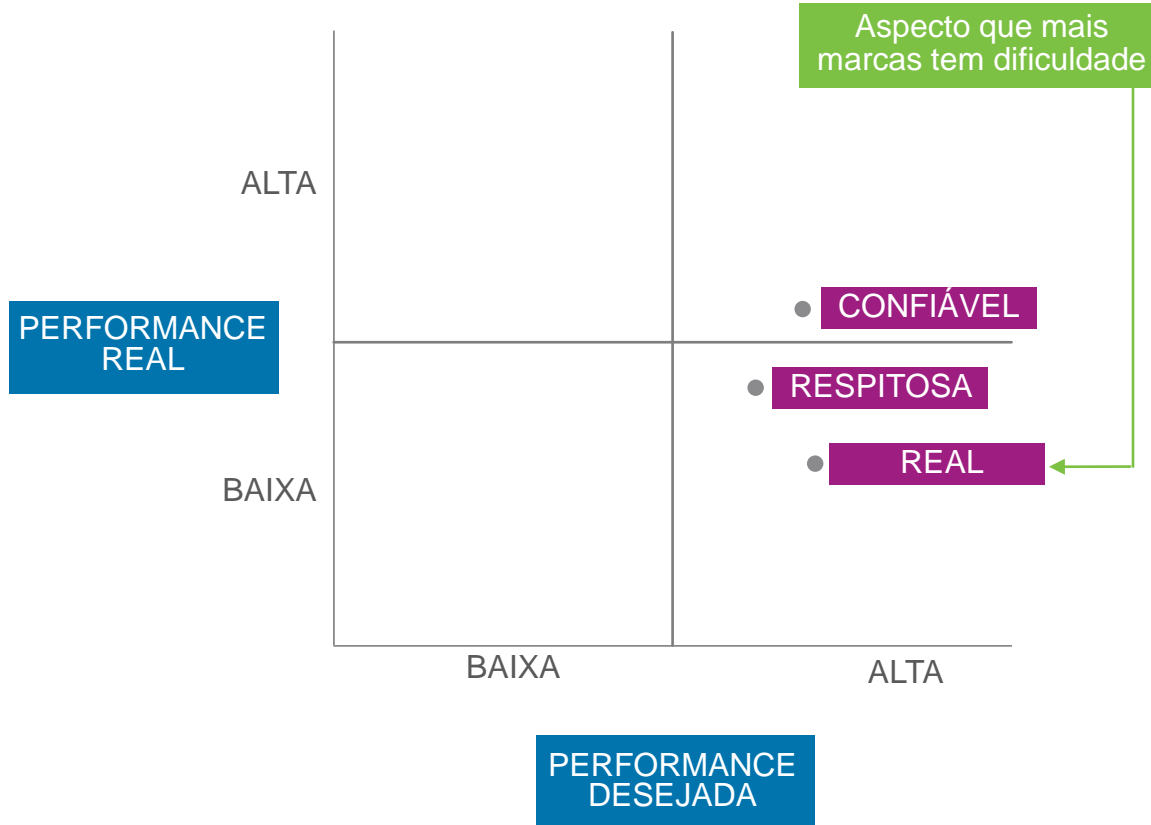 Aspecto que mais
marcas tem dificuldade
ALTA
CONFIÁVEL
PERFORMANCE
REAL
RESPITOSA
REAL
BAIXA
BAIXA
ALTA
PERFORMANCE
DESEJADA